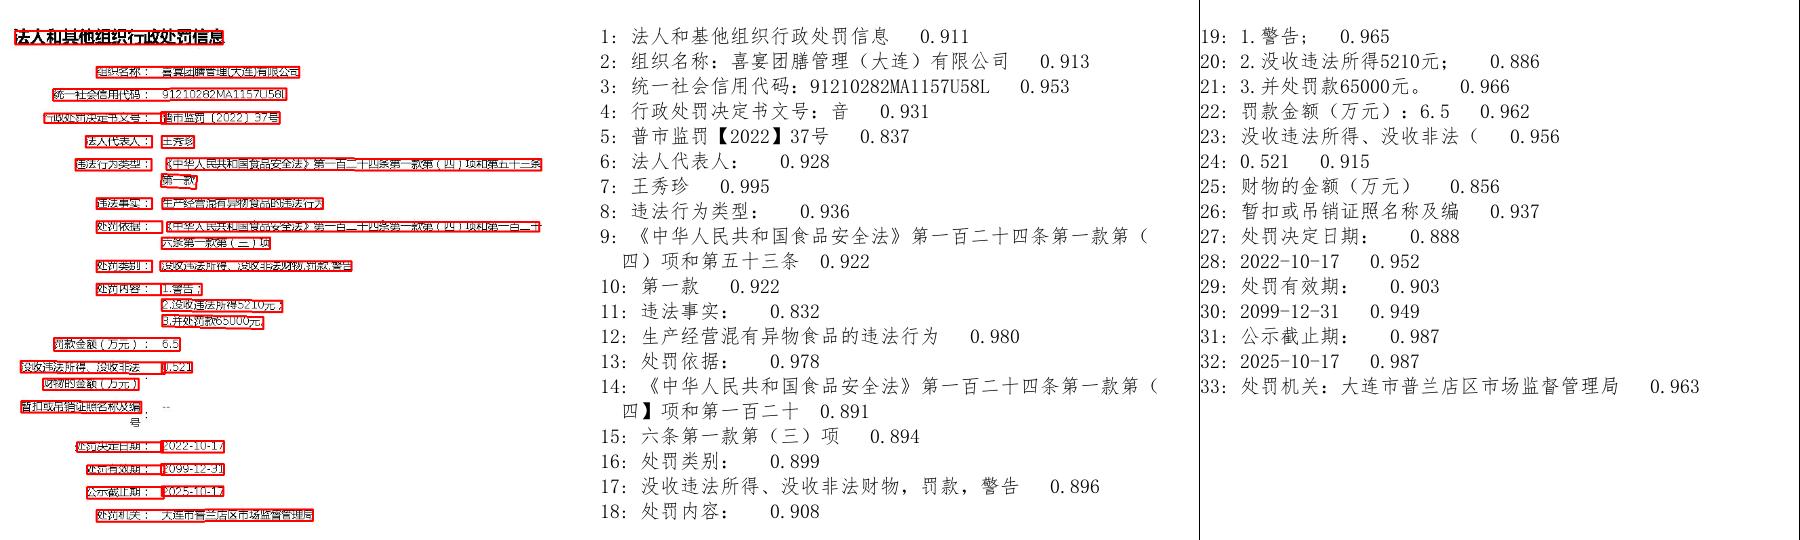 法人和其他组织行政处罚信息
组织名称： 喜宴团膳管理(大连)有限公司
统一社会信用代码： 91210282MA1157U58L
行政处罚决定书文号： 普市监罚〔2022〕37号
法人代表人： 王秀珍
违法行为类型： 《中华人民共和国食品安全法》第一百二十四条第一款第（四）项和第五十三条
第一款
违法事实： 生产经营混有异物食品的违法行为
处罚依据： 《中华人民共和国食品安全法》第一百二十四条第一款第（四）项和第一百二十
六条第一款第（三）项
处罚类别： 没收违法所得、没收非法财物,罚款,警告
处罚内容： 1.警告；
2.没收违法所得5210元；
3.并处罚款65000元。
罚款金额（万元）： 6.5
没收违法所得、没收非法 0.521
财物的金额（万元）：
暂扣或吊销证照名称及编 --
号：
处罚决定日期： 2022-10-17
处罚有效期： 2099-12-31
公示截止期： 2025-10-17
处罚机关： 大连市普兰店区市场监督管理局
1: 法人和基他组织行政处罚信息 0.911
2: 组织名称: 喜宴团膳管理（大连）有限公司 0.913
3: 统一社会信用代码: 91210282MA1157U58L 0.953
4: 行政处罚决定书文号: 音 0.931
5: 普市监罚【2022】37号 0.837
6: 法人代表人: 0.928
7: 王秀珍 0.995
8: 违法行为类型: 0.936
9: 《中华人民共和国食品安全法》第一百二十四条第一款第（
四）项和第五十三条 0.922
10: 第一款 0.922
11: 违法事实: 0.832
12: 生产经营混有异物食品的违法行为 0.980
13: 处罚依据: 0.978
14: 《中华人民共和国食品安全法》第一百二十四条第一款第（
四】项和第一百二十 0.891
15: 六条第一款第（三）项 0.894
16: 处罚类别: 0.899
17: 没收违法所得、没收非法财物, 罚款, 警告 0.896
18: 处罚内容: 0.908
19: 1.警告; 0.965
20: 2.没收违法所得5210元; 0.886
21: 3.并处罚款65000元。 0.966
22: 罚款金额（万元）: 6.5 0.962
23: 没收违法所得、没收非法（ 0.956
24: 0.521 0.915
25: 财物的金额（万元） 0.856
26: 暂扣或吊销证照名称及编 0.937
27: 处罚决定日期: 0.888
28: 2022-10-17 0.952
29: 处罚有效期: 0.903
30: 2099-12-31 0.949
31: 公示截止期: 0.987
32: 2025-10-17 0.987
33: 处罚机关: 大连市普兰店区市场监督管理局 0.963